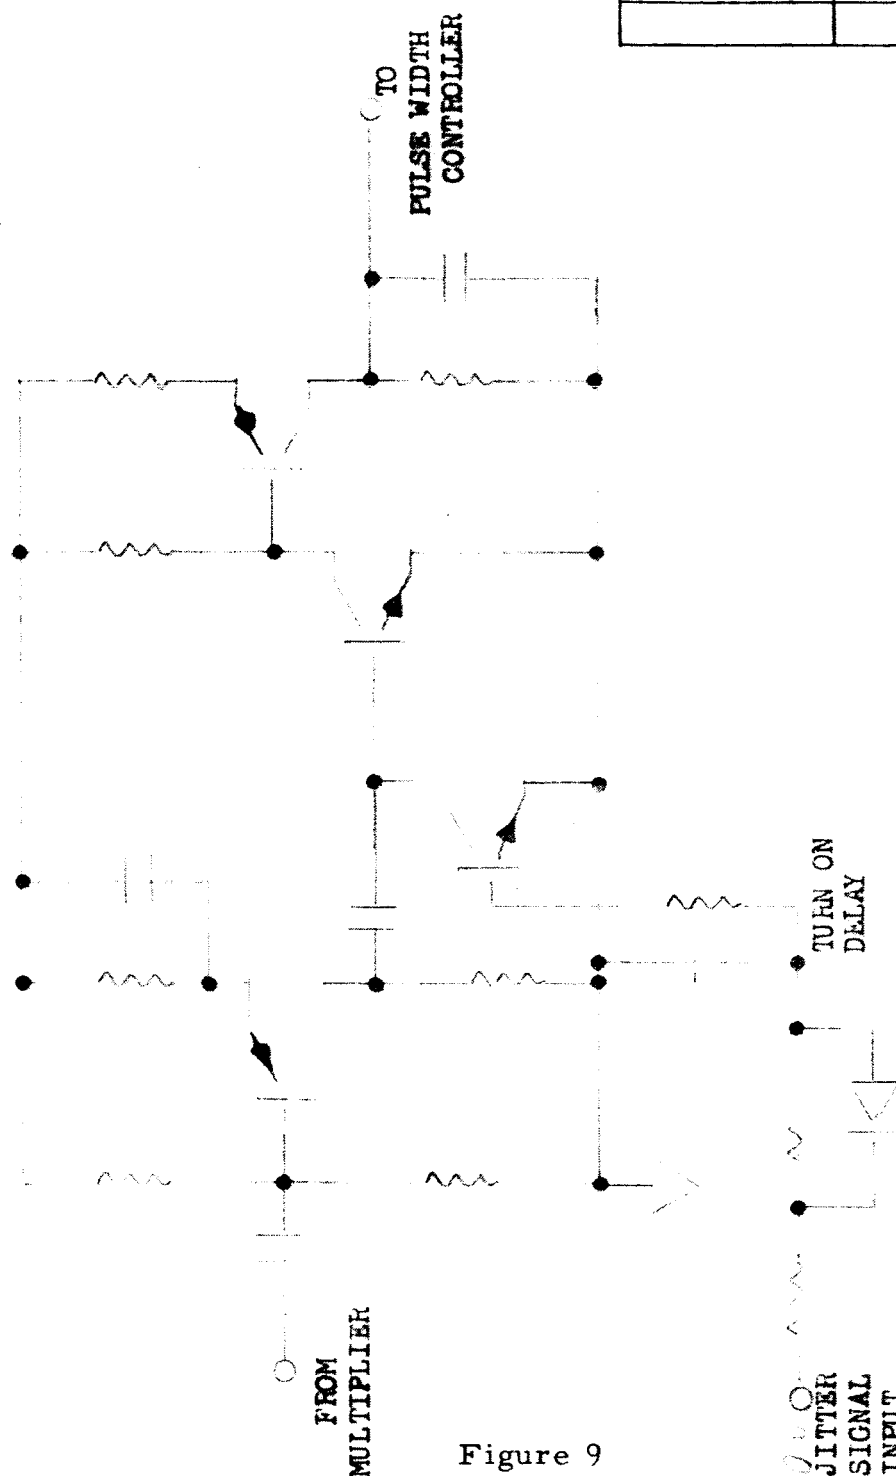 TO
PULSE WIDTH
CONTROLLER
TURN ON
DELAY
FROM
MULTIPLIER
JITTER
SIGNAL
INPUT
Figure 9